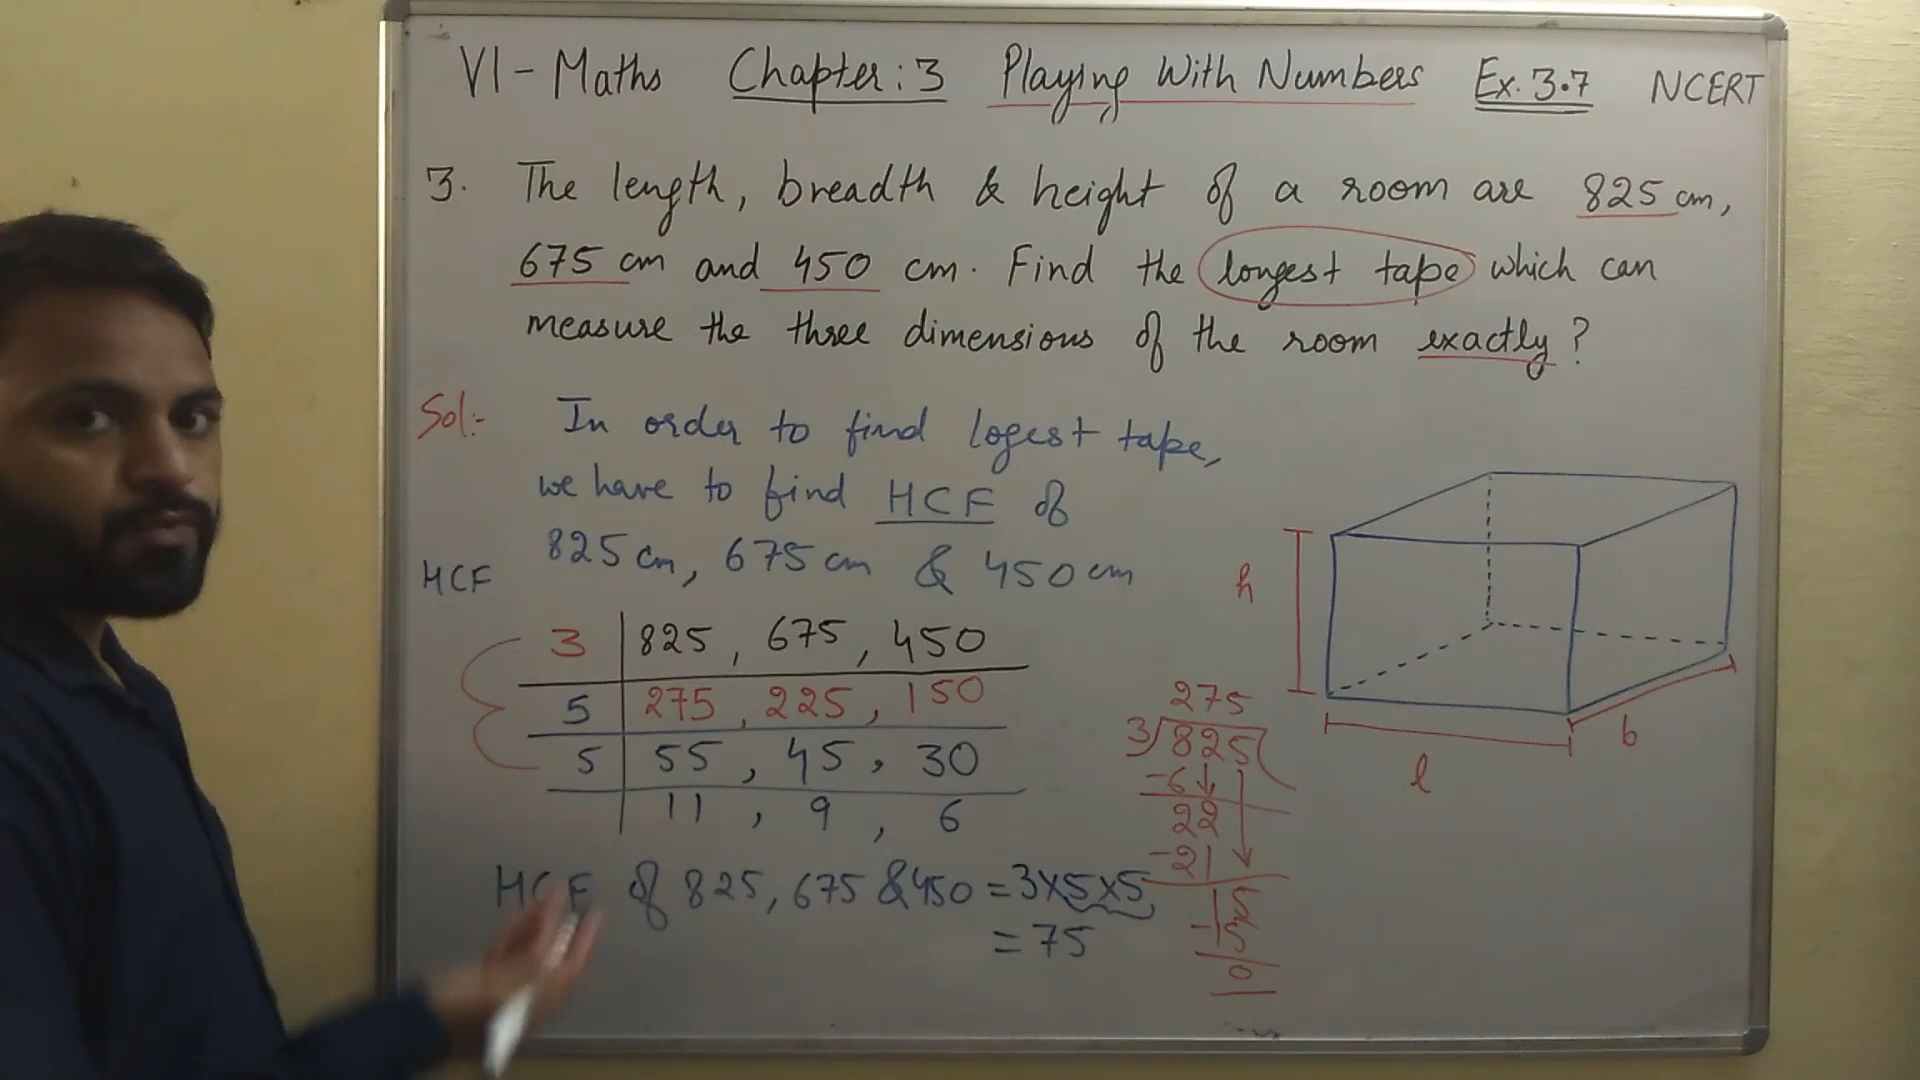 VI - Maths Chapter: 3 Playing With Numbers Ex. 3.7 NCERT
3. The length, breadth & height of a room are 825 cm,
675 cm and 450 cm. Find the longest tape which can
measure the three dimensions of the room exactly?
Sol:- In order to find logest tape,
we have to find HCF of
825 cm, 675 cm & 450 cm
HCF
3 | 825, 675, 450
5 | 275, 225, 150
5 | 55, 45, 30
11, 9, 6
HCF of 825, 675 & 450 = 3×5×5
= 75
275
3)825(
-6
22
-21
15
-15
0
h
l
b